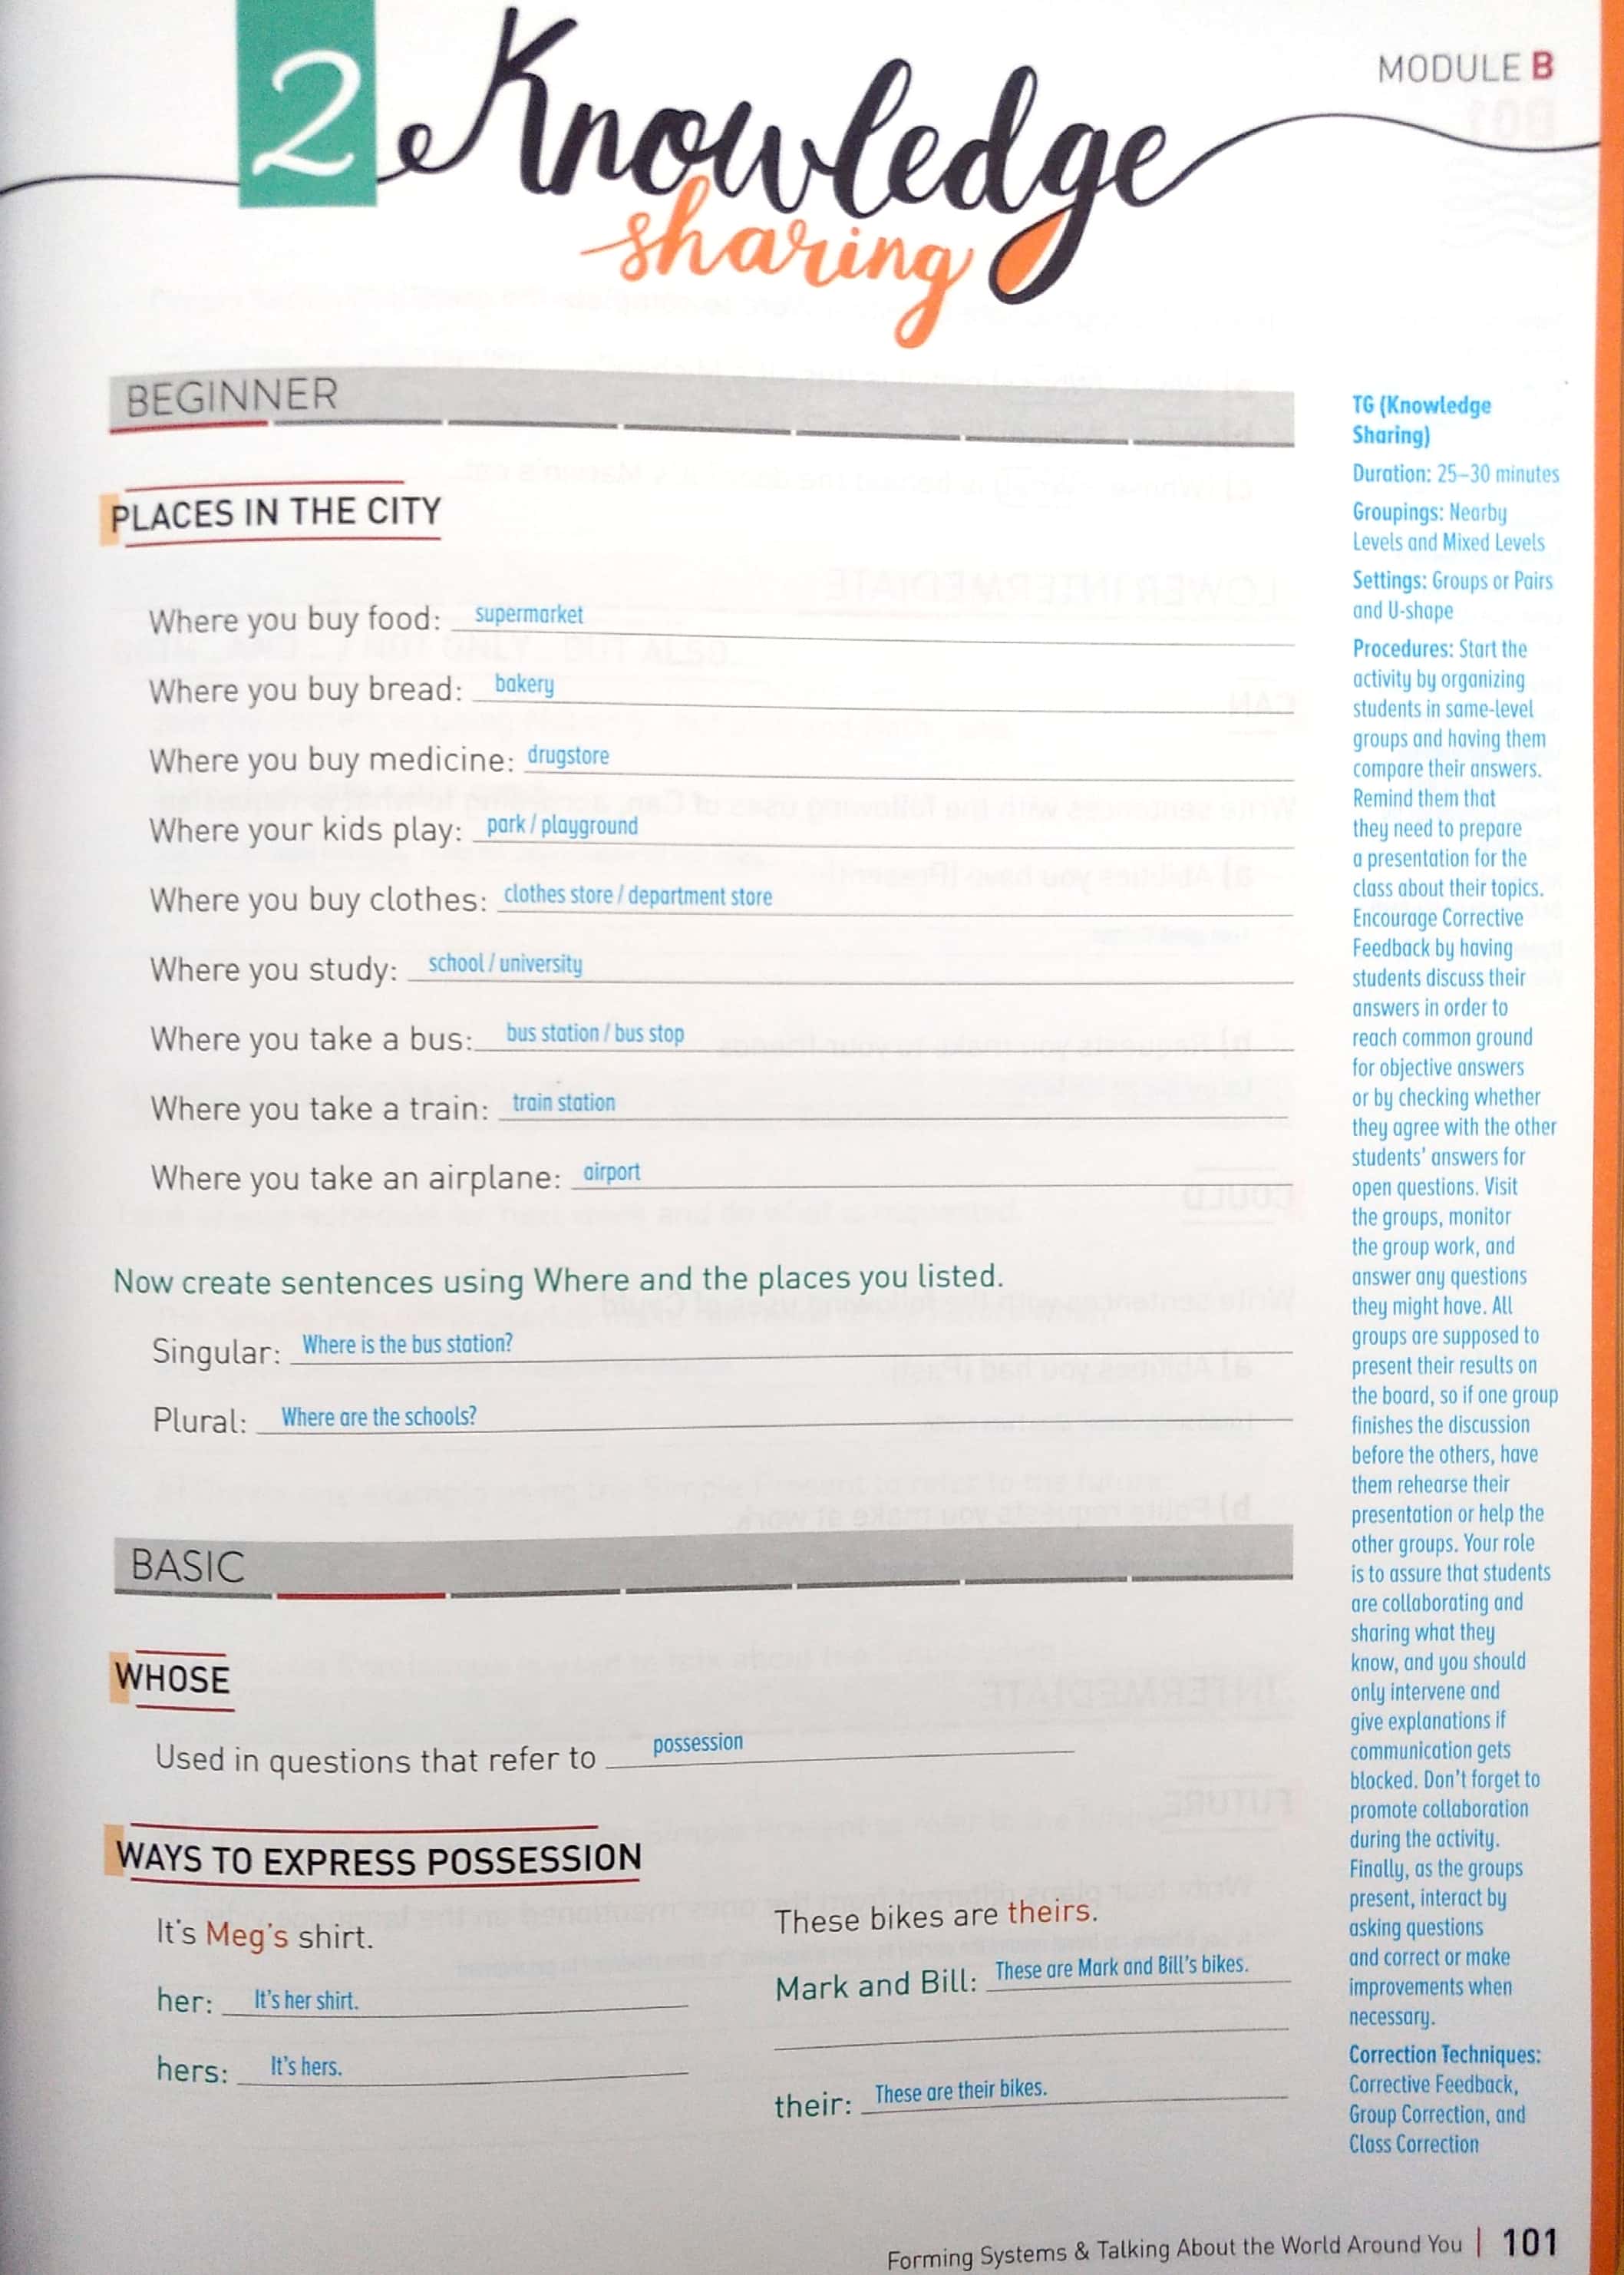 2 Knowledge
sharing
MODULE B
BEGINNER
PLACES IN THE CITY
Where you buy food: supermarket
Where you buy bread: bakery
Where you buy medicine: drugstore
Where your kids play: park / playground
Where you buy clothes: clothes store / department store
Where you study: school / university
Where you take a bus: bus station / bus stop
Where you take a train: train station
Where you take an airplane: airport
Now create sentences using Where and the places you listed.
Singular: Where is the bus station?
Plural: Where are the schools?
BASIC
WHOSE
Used in questions that refer to possession
WAYS TO EXPRESS POSSESSION
It's Meg's shirt.
her: It's her shirt.
hers: It's hers.
These bikes are theirs.
Mark and Bill: These are Mark and Bill's bikes.
their: These are their bikes.
TG (Knowledge
Sharing)
Duration: 25–30 minutes
Groupings: Nearby
Levels and Mixed Levels
Settings: Groups or Pairs
and U-shape
Procedures: Start the
activity by organizing
students in same-level
groups and having them
compare their answers.
Remind them that
they need to prepare
a presentation for the
class about their topics.
Encourage Corrective
Feedback by having
students discuss their
answers in order to
reach common ground
for objective answers
or by checking whether
they agree with the other
students' answers for
open questions. Visit
the groups, monitor
the group work, and
answer any questions
they might have. All
groups are supposed to
present their results on
the board, so if one group
finishes the discussion
before the others, have
them rehearse their
presentation or help the
other groups. Your role
is to assure that students
are collaborating and
sharing what they
know, and you should
only intervene and
give explanations if
communication gets
blocked. Don't forget to
promote collaboration
during the activity.
Finally, as the groups
present, interact by
asking questions
and correct or make
improvements when
necessary.
Correction Techniques:
Corrective Feedback,
Group Correction, and
Class Correction
Forming Systems & Talking About the World Around You | 101